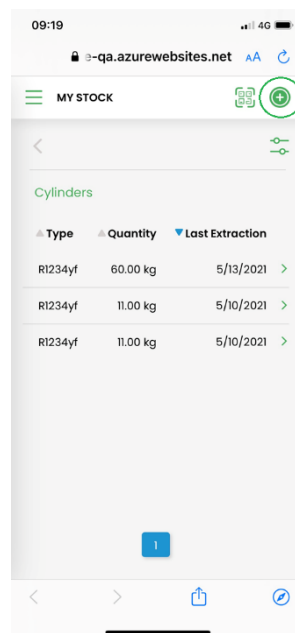 09:19 4G
e-qa.azurewebsites.net AA
MY STOCK
Cylinders
Type Quantity Last Extraction
R1234yf 60.00 kg 5/13/2021
R1234yf 11.00 kg 5/10/2021
R1234yf 11.00 kg 5/10/2021
1